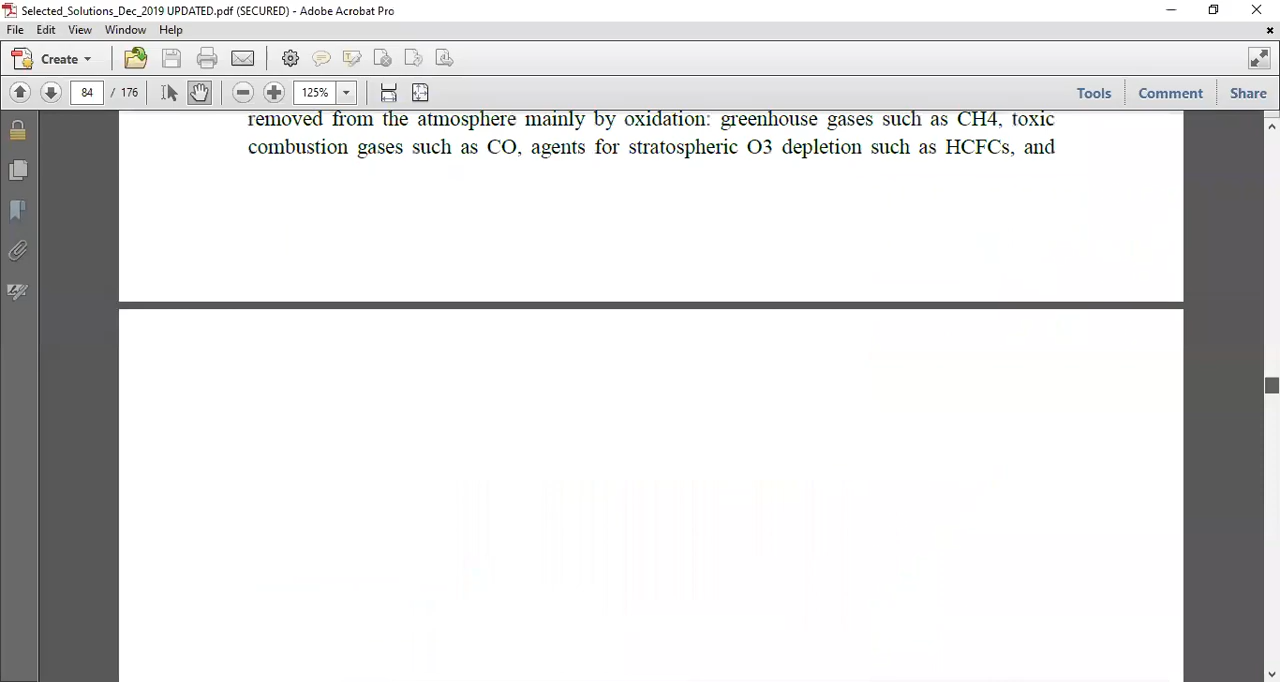 Selected_Solutions_Dec_2019 UPDATED.pdf (SECURED) - Adobe Acrobat Pro
File Edit View Window Help
Create
84 / 176 125% Tools Comment Share
removed from the atmosphere mainly by oxidation: greenhouse gases such as CH4, toxic
combustion gases such as CO, agents for stratospheric O3 depletion such as HCFCs, and